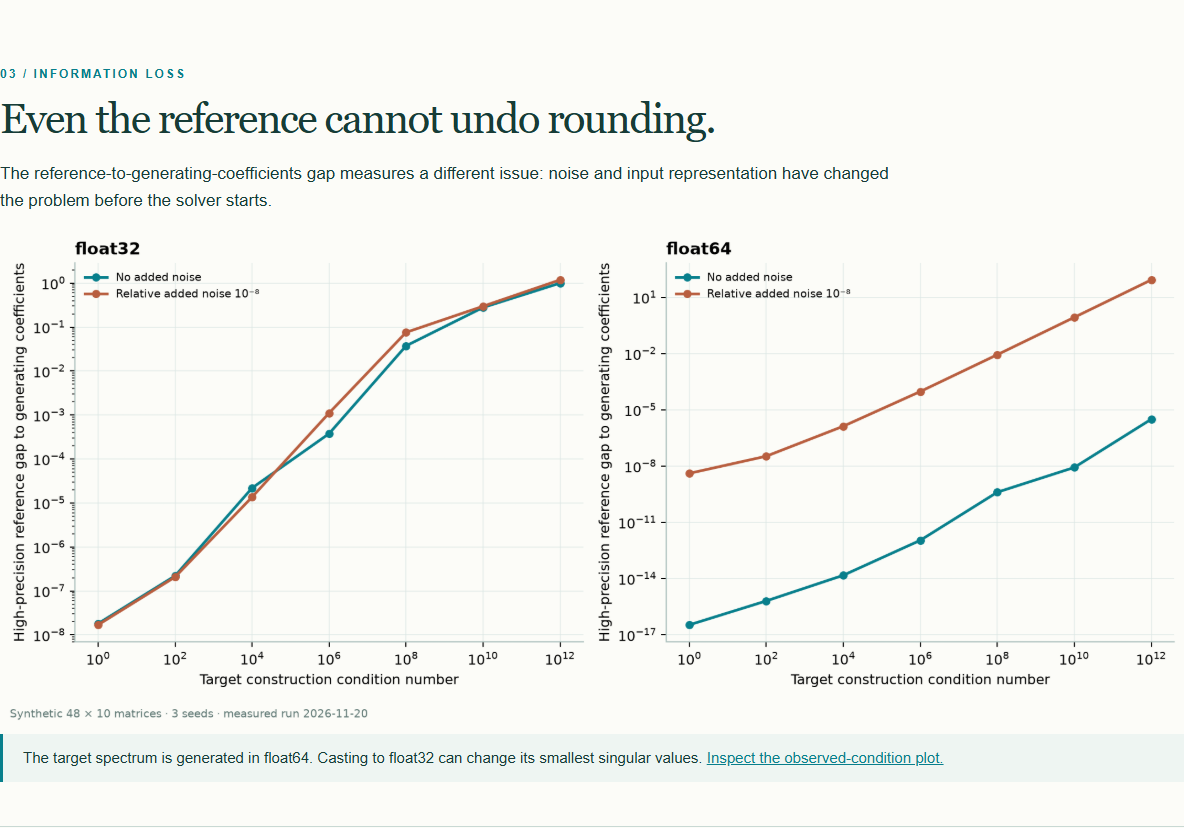 03 / INFORMATION LOSS
Even the reference cannot undo rounding.
The reference-to-generating-coefficients gap measures a different issue: noise and input representation have changed
the problem before the solver starts.
float32
No added noise
Relative added noise 10⁻⁸
High-precision reference gap to generating coefficients
10⁰
10⁻¹
10⁻²
10⁻³
10⁻⁴
10⁻⁵
10⁻⁶
10⁻⁷
10⁻⁸
10⁰ 10² 10⁴ 10⁶ 10⁸ 10¹⁰ 10¹²
Target construction condition number
float64
No added noise
Relative added noise 10⁻⁸
High-precision reference gap to generating coefficients
10¹
10⁻²
10⁻⁵
10⁻⁸
10⁻¹¹
10⁻¹⁴
10⁻¹⁷
10⁰ 10² 10⁴ 10⁶ 10⁸ 10¹⁰ 10¹²
Target construction condition number
Synthetic 48 × 10 matrices · 3 seeds · measured run 2026-11-20
The target spectrum is generated in float64. Casting to float32 can change its smallest singular values. Inspect the observed-condition plot.